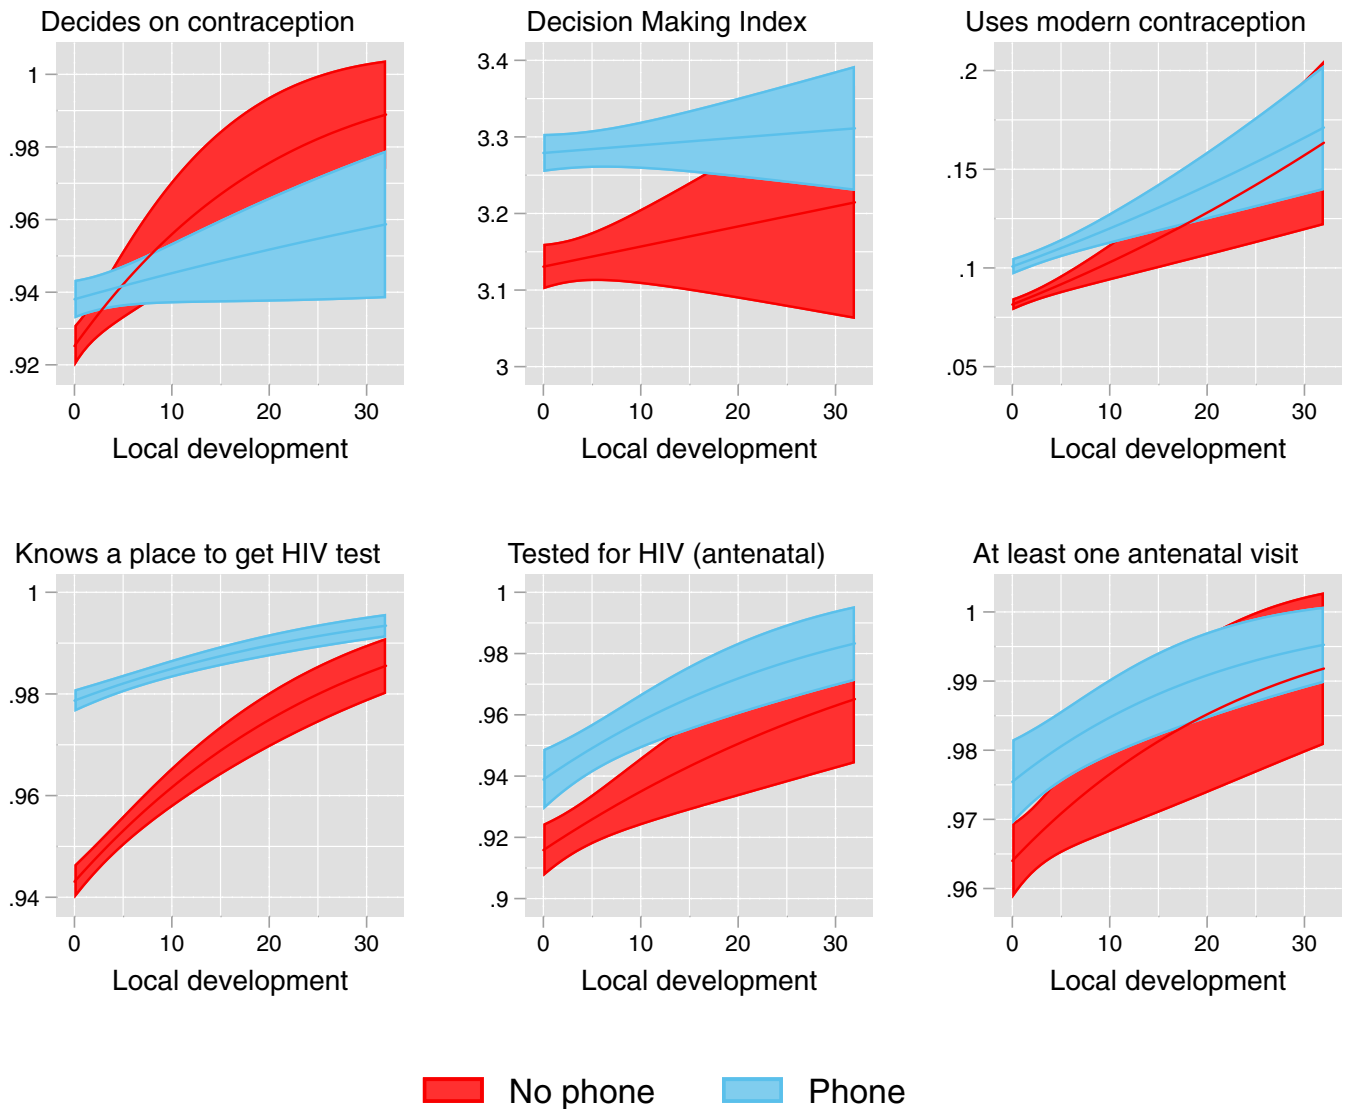 Decides on contraception
1
.98
.96
.94
.92
0 10 20 30
Local development
Decision Making Index
3.4
3.3
3.2
3.1
3
0 10 20 30
Local development
Uses modern contraception
.2
.15
.1
.05
0 10 20 30
Local development
Knows a place to get HIV test
1
.98
.96
.94
0 10 20 30
Local development
Tested for HIV (antenatal)
1
.98
.96
.94
.92
.9
0 10 20 30
Local development
At least one antenatal visit
1
.99
.98
.97
.96
0 10 20 30
Local development
No phone Phone